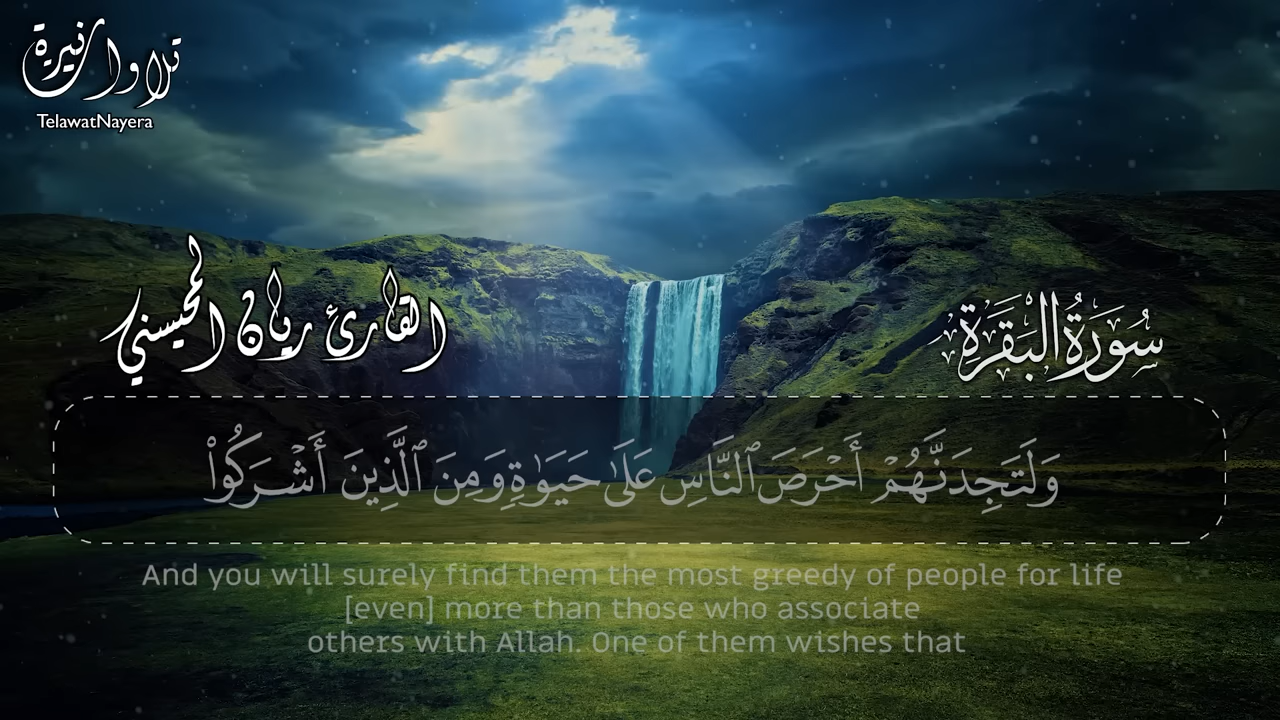 تلاوات نيرة
TelawatNayera
القارئ ريان المحيسني
سُورَةُ البَقَرَةِ
وَلَتَجِدَنَّهُمْ أَحْرَصَ ٱلنَّاسِ عَلَىٰ حَيَوٰةٍ وَمِنَ ٱلَّذِينَ أَشْرَكُوا۟
And you will surely find them the most greedy of people for life
[even] more than those who associate
others with Allah. One of them wishes that